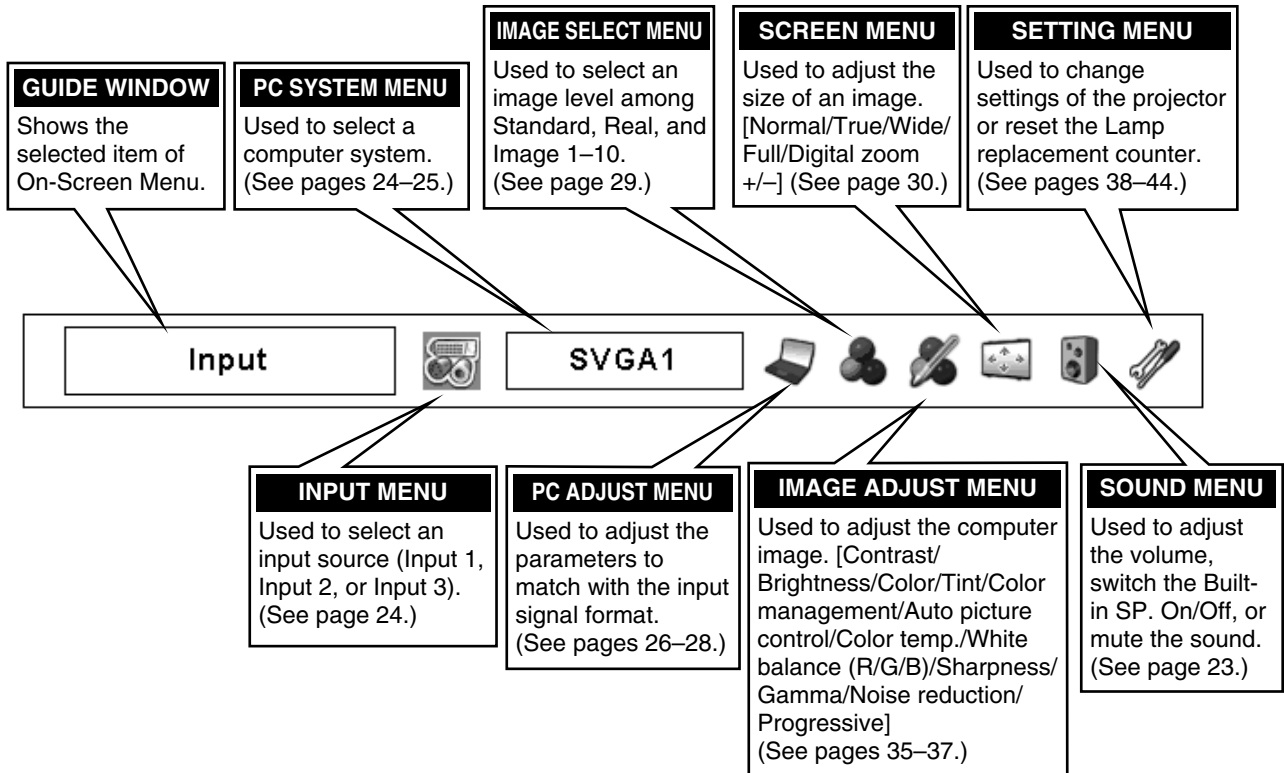 GUIDE WINDOW
Shows the
selected item of
On-Screen Menu.
PC SYSTEM MENU
Used to select a
computer system.
(See pages 24–25.)
IMAGE SELECT MENU
Used to select an
image level among
Standard, Real, and
Image 1–10.
(See page 29.)
SCREEN MENU
Used to adjust the
size of an image.
[Normal/True/Wide/
Full/Digital zoom
+/–] (See page 30.)
SETTING MENU
Used to change
settings of the projector
or reset the Lamp
replacement counter.
(See pages 38–44.)
Input
SVGA1
INPUT MENU
Used to select an
input source (Input 1,
Input 2, or Input 3).
(See page 24.)
PC ADJUST MENU
Used to adjust the
parameters to
match with the input
signal format.
(See pages 26–28.)
IMAGE ADJUST MENU
Used to adjust the computer
image. [Contrast/
Brightness/Color/Tint/Color
management/Auto picture
control/Color temp./White
balance (R/G/B)/Sharpness/
Gamma/Noise reduction/
Progressive]
(See pages 35–37.)
SOUND MENU
Used to adjust
the volume,
switch the Built-
in SP. On/Off, or
mute the sound.
(See page 23.)